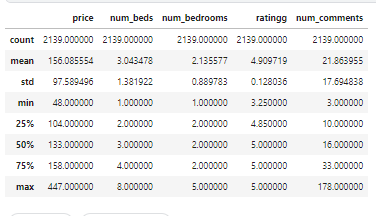 price num_beds num_bedrooms ratingg num_comments
count 2139.000000 2139.000000 2139.000000 2139.000000 2139.000000
mean 156.085554 3.043478 2.135577 4.909719 21.863955
std 97.589496 1.381922 0.889783 0.128036 17.694838
min 48.000000 1.000000 1.000000 3.250000 3.000000
25% 104.000000 2.000000 2.000000 4.850000 10.000000
50% 133.000000 3.000000 2.000000 5.000000 16.000000
75% 158.000000 4.000000 2.000000 5.000000 33.000000
max 447.000000 8.000000 5.000000 5.000000 178.000000